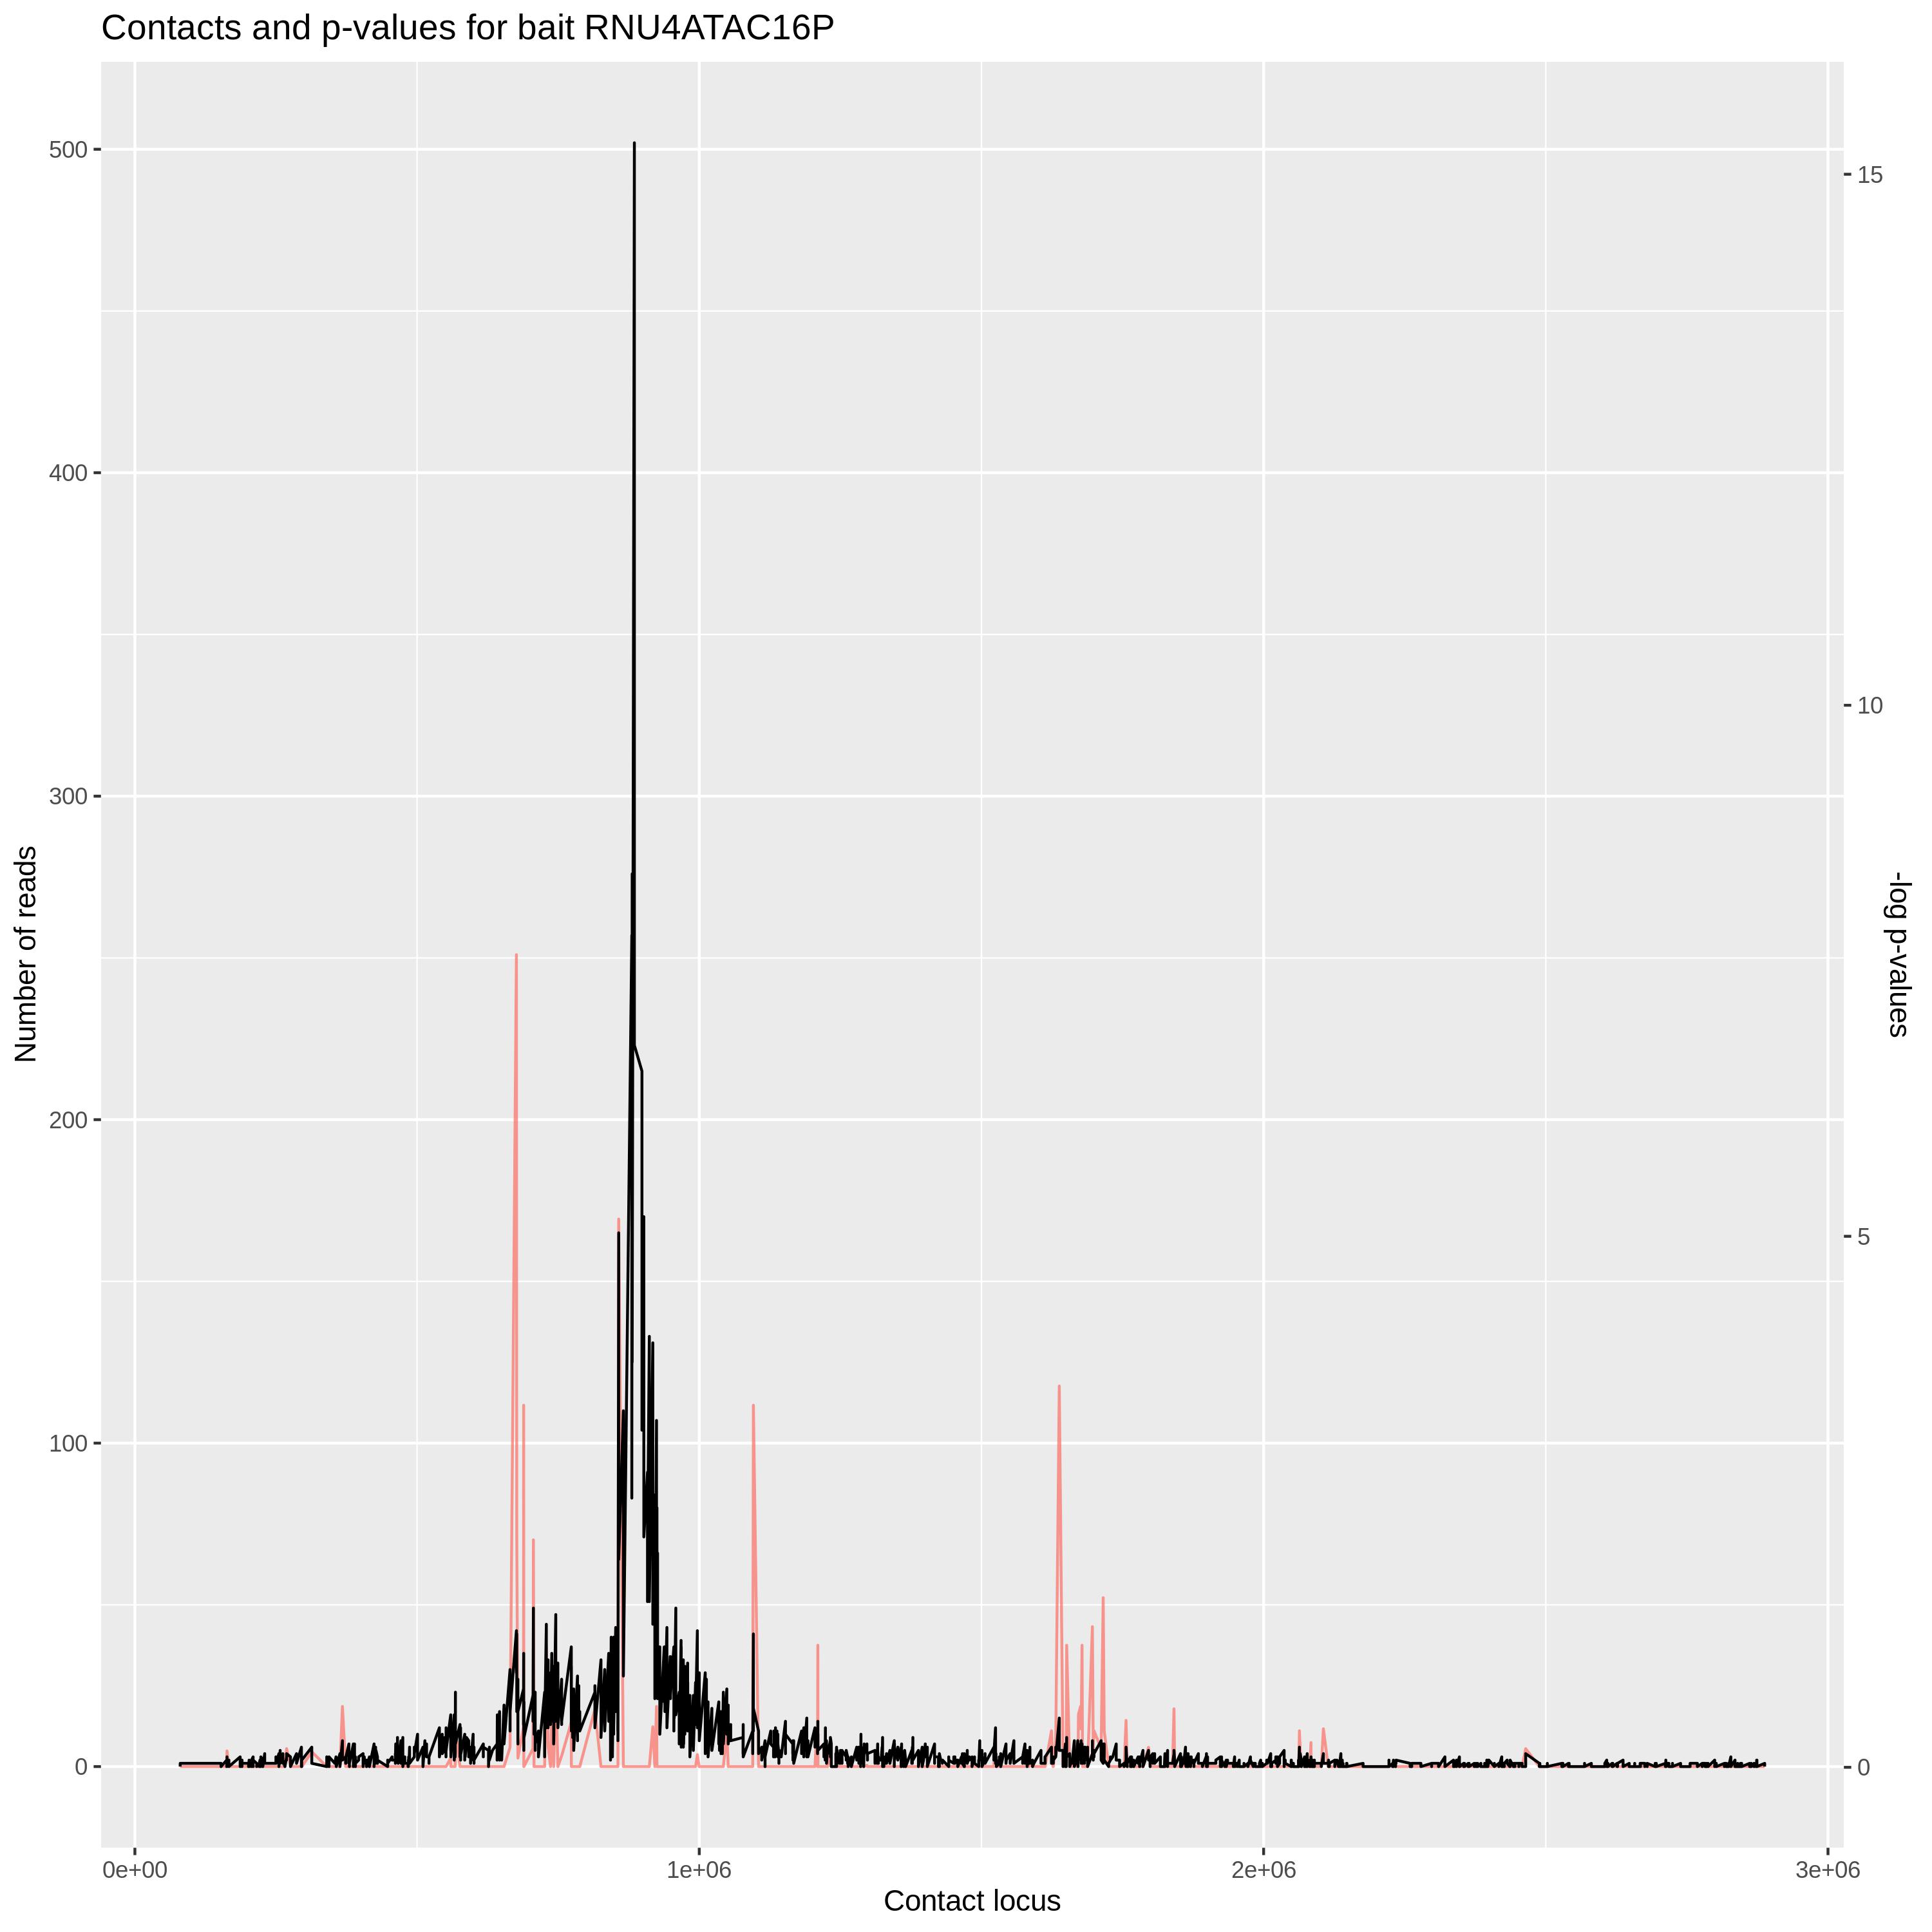 Contacts and p-values for bait RNU4ATAC16P
500
400
300
200
100
0
Number of reads
15
10
5
0
-log p-values
0e+00 1e+06 2e+06 3e+06
Contact locus